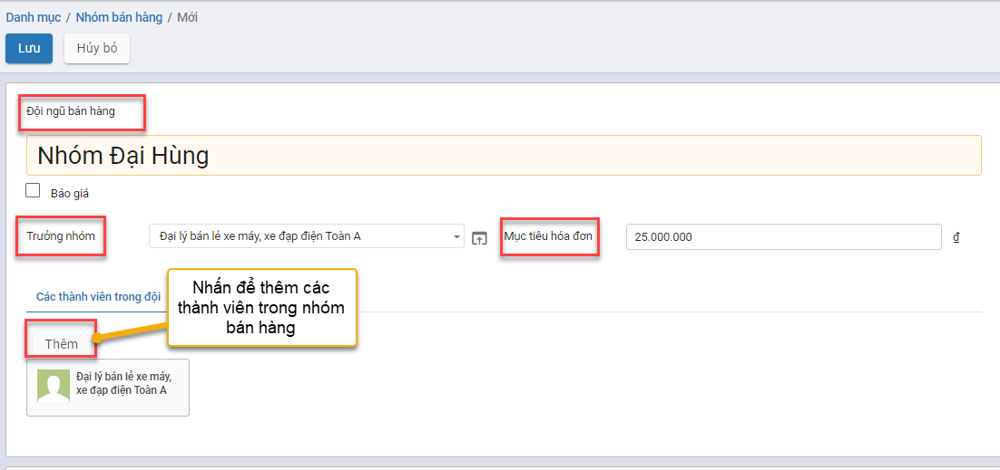 Danh mục / Nhóm bán hàng / Mới
Lưu Hủy bỏ
Đội ngũ bán hàng
Nhóm Đại Hùng
Báo giá
Trưởng nhóm Đại lý bán lẻ xe máy, xe đạp điện Toàn A Mục tiêu hóa đơn 25.000.000 ₫
Các thành viên trong đội
Nhấn để thêm các
thành viên trong nhóm
bán hàng
Thêm
Đại lý bán lẻ xe máy,
xe đạp điện Toàn A